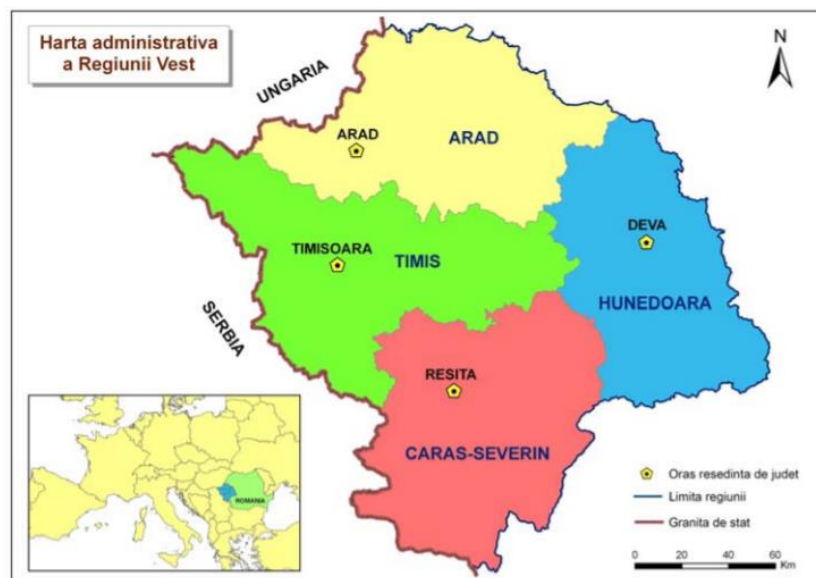 Harta administrativa
a Regiunii Vest
N
UNGARIA
ARAD
ARAD
DEVA
TIMISOARA
TIMIS
HUNEDOARA
SERBIA
RESITA
CARAS-SEVERIN
ROMANIA
Oras resedinta de judet
Limita regiunii
Granita de stat
0 20 40 60
Km